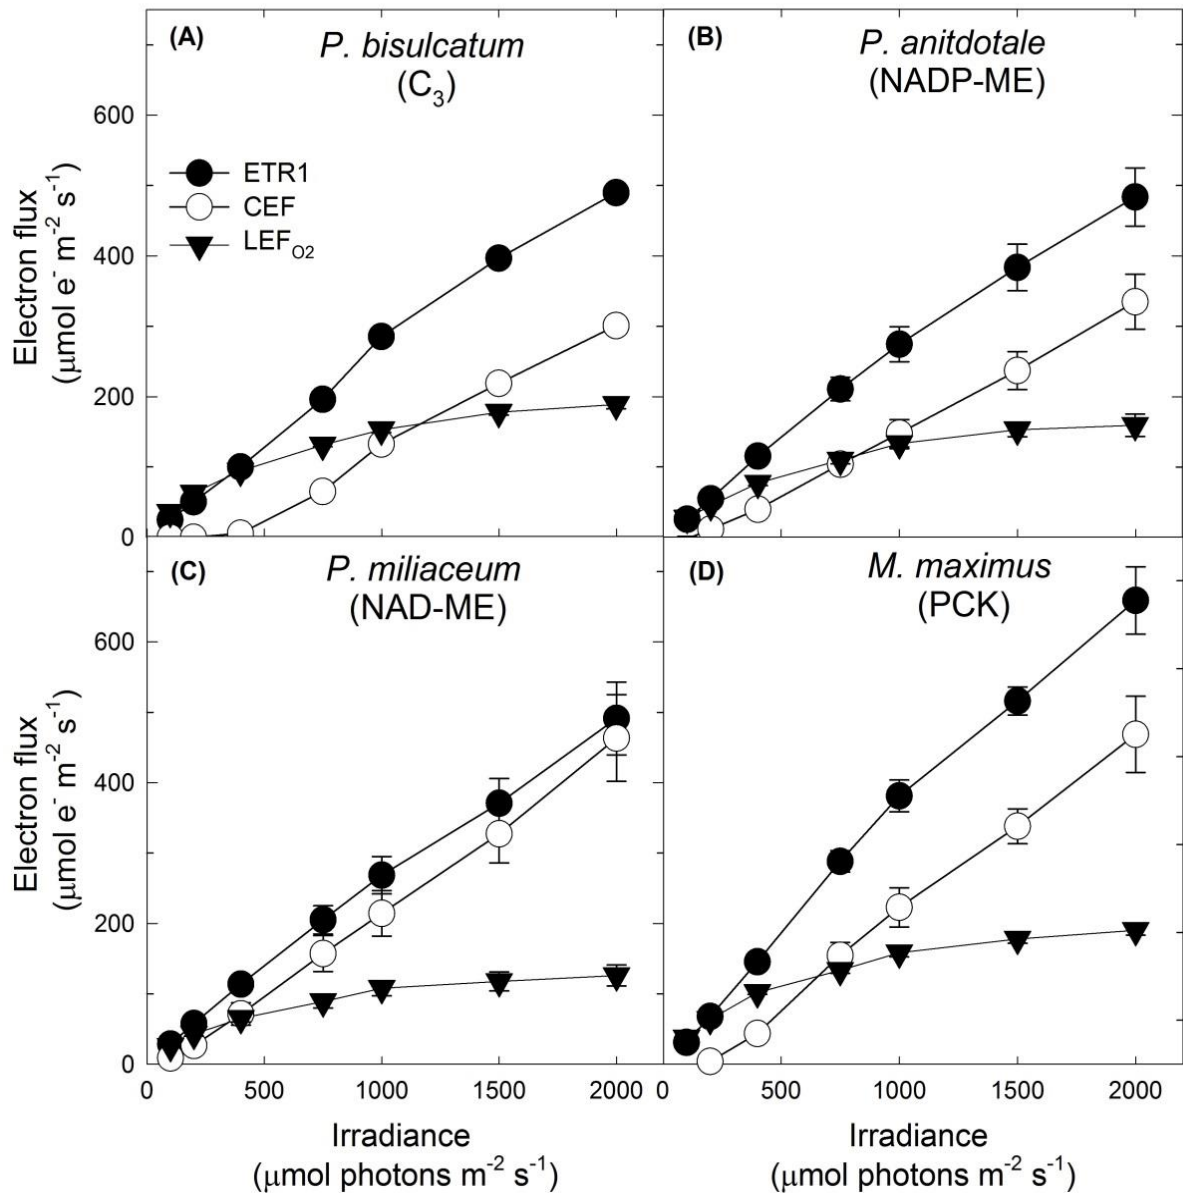 (A)
P. bisulcatum
(C3)
ETR1
CEF
LEFO2
(B)
P. anitdotale
(NADP-ME)
600
400
200
0
Electron flux
(μmol e- m-2 s-1)
(C)
P. miliaceum
(NAD-ME)
(D)
M. maximus
(PCK)
600
400
200
0
Electron flux
(μmol e- m-2 s-1)
0 500 1000 1500 2000
0 500 1000 1500 2000
Irradiance
(μmol photons m-2 s-1)
Irradiance
(μmol photons m-2 s-1)